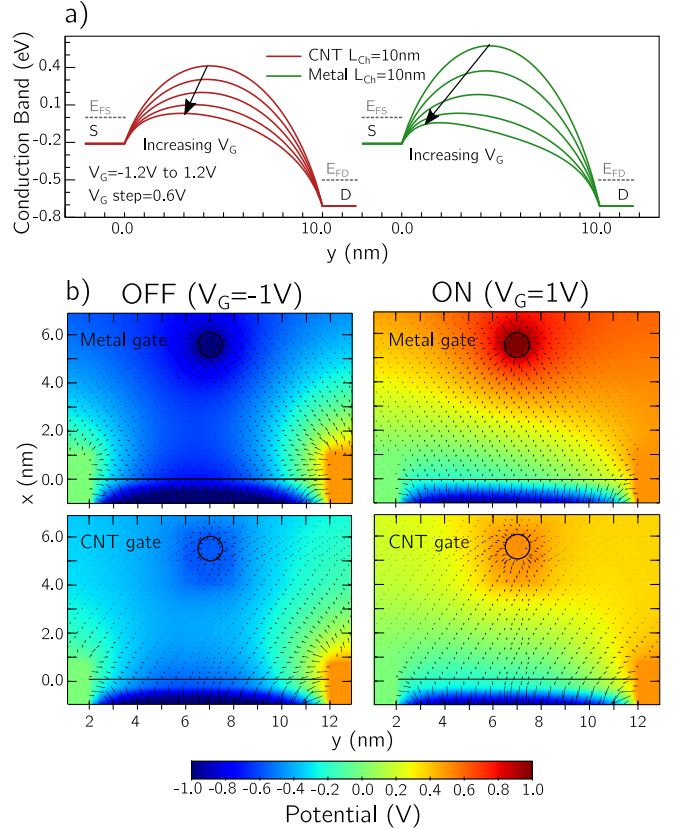 a)
Conduction Band (eV)
0.4
0.1
-0.2
-0.5
-0.8
CNT L_Ch=10nm
Metal L_Ch=10nm
E_FS
S
Increasing V_G
E_FD
D
V_G=-1.2V to 1.2V
V_G step=0.6V
E_FS
S
Increasing V_G
E_FD
D
0.0 10.0 0.0 10.0
y (nm) y (nm)
b) OFF (V_G=-1V) ON (V_G=1V)
Metal gate Metal gate
6.0
4.0
2.0
0.0
x (nm)
CNT gate CNT gate
6.0
4.0
2.0
0.0
2 4 6 8 10 12 2 4 6 8 10 12
y (nm)
-1.0 -0.8 -0.6 -0.4 -0.2 0.0 0.2 0.4 0.6 0.8 1.0
Potential (V)